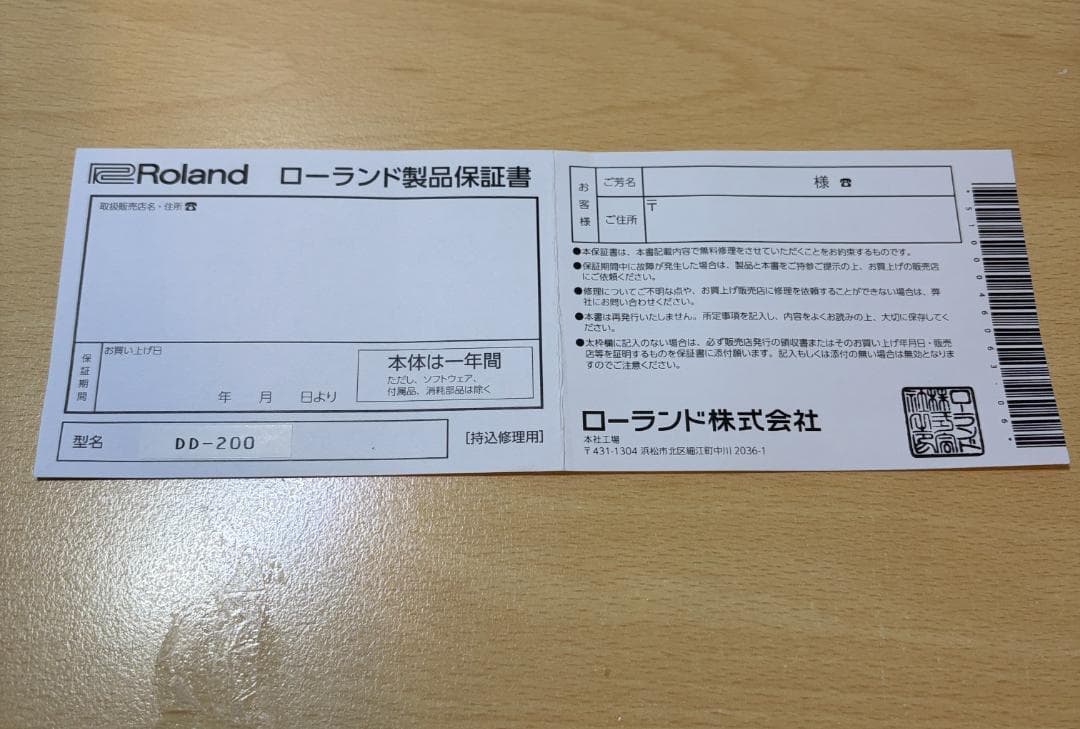 Roland ローランド製品保証書
取扱販売店名・住所☎
保証期間
お買い上げ日
年 月 日より
本体は一年間
ただし、ソフトウェア、
付属品、消耗部品は除く
型名 DD-200
[持込修理用]
お客様
ご芳名 様 ☎
ご住所 〒
●本保証書は、本書記載内容で無料修理をさせていただくことをお約束するものです。
●保証期間中に故障が発生した場合は、製品と本書をご持参ご提示の上、お買上げの販売店
にご依頼ください。
●修理についてご不明な点や、お買上げ販売店に修理を依頼することができない場合は、弊
社にお問い合わせください。
●本書は再発行いたしません。所定事項を記入し、内容をよくお読みの上、大切に保存してく
ださい。
●太枠欄に記入のない場合は、必ず販売店発行の領収書またはそのお買い上げ年月日・販売
店等を証明するものを保証書に添付願います。記入もしくは添付の無い場合は無効となりま
すのでご注意ください。
ローランド株式会社
本社工場
〒431-1304 浜松市北区細江町中川 2036-1
ローランド株式会社之印
*5100046303-06*